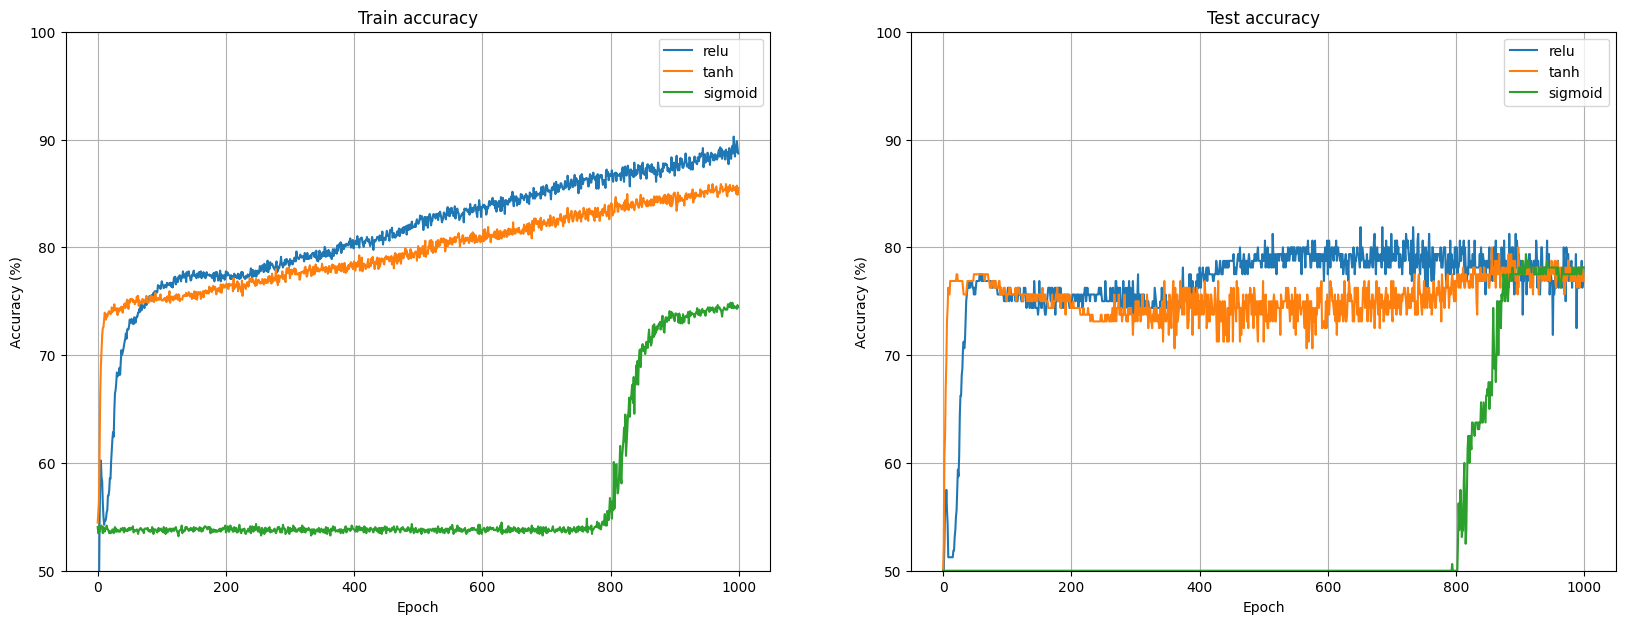 Train accuracy
100
90
80
70
60
50
Accuracy (%)
0
200
400
600
800
1000
Epoch
relu
tanh
sigmoid
Test accuracy
100
90
80
70
60
50
Accuracy (%)
0
200
400
600
800
1000
Epoch
relu
tanh
sigmoid